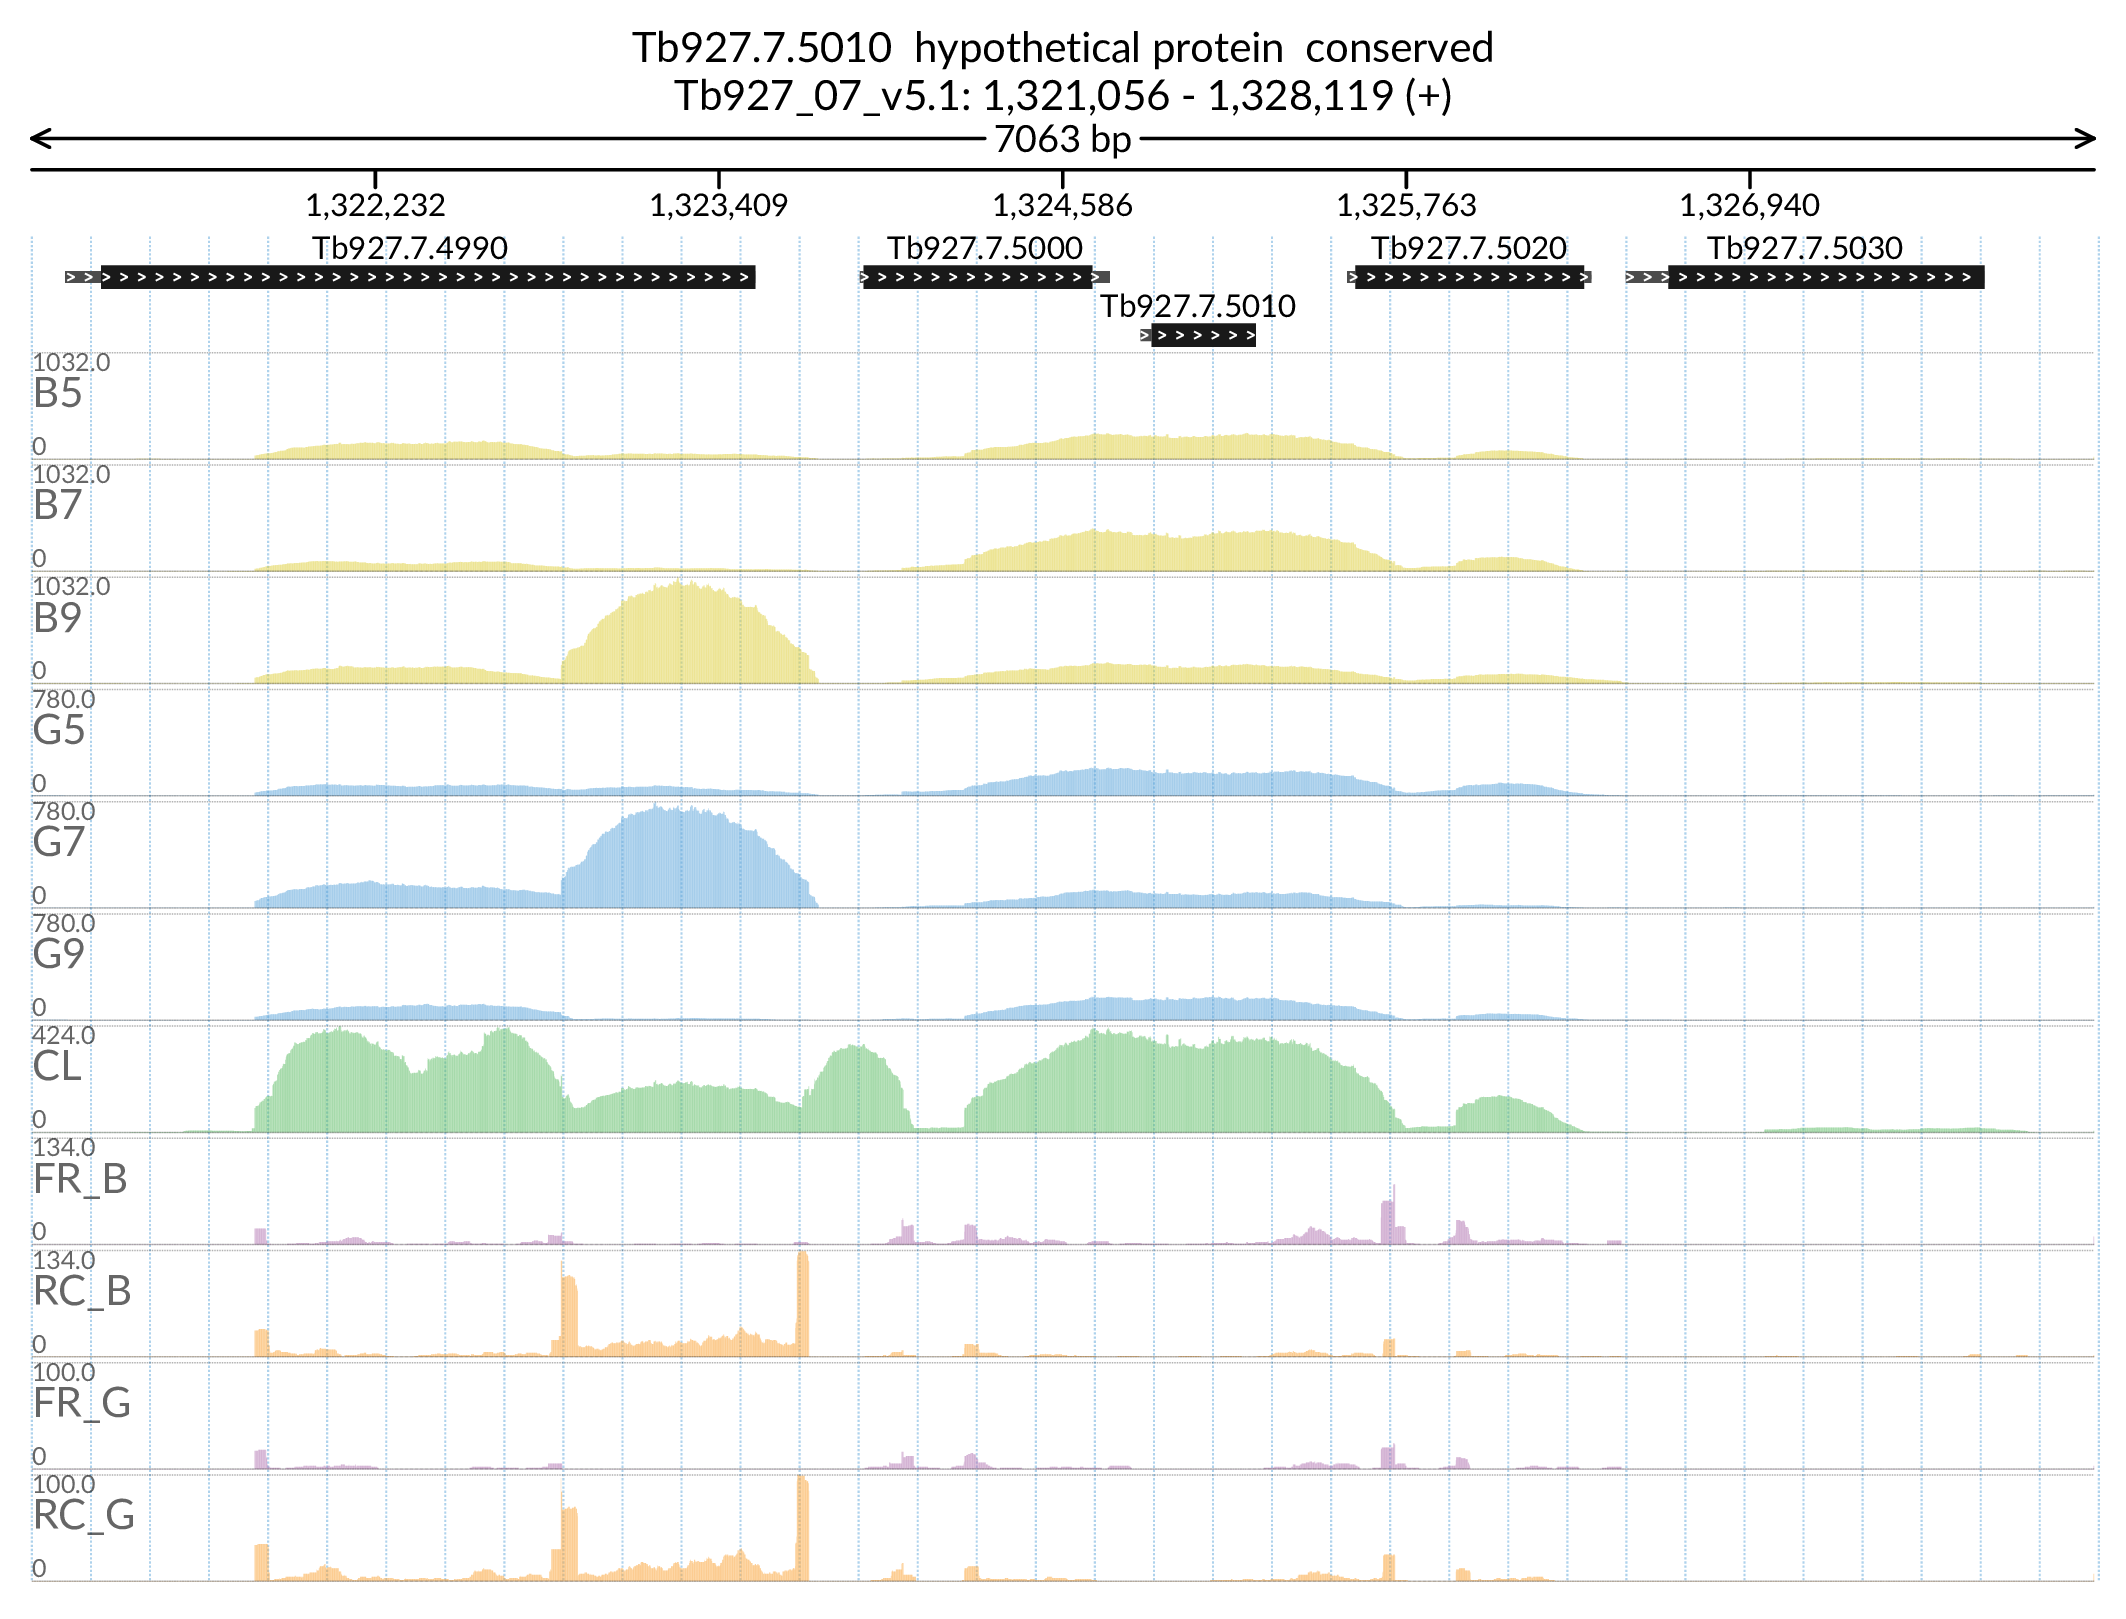 Tb927.7.5010  hypothetical protein  conserved
Tb927_07_v5.1: 1,321,056 - 1,328,119 (+)
7063 bp
1,322,232 1,323,409 1,324,586 1,325,763 1,326,940
Tb927.7.4990 Tb927.7.5000 Tb927.7.5020 Tb927.7.5030
Tb927.7.5010
1032.0
B5
0
1032.0
B7
0
1032.0
B9
0
780.0
G5
0
780.0
G7
0
780.0
G9
0
424.0
CL
0
134.0
FR_B
0
134.0
RC_B
0
100.0
FR_G
0
100.0
RC_G
0